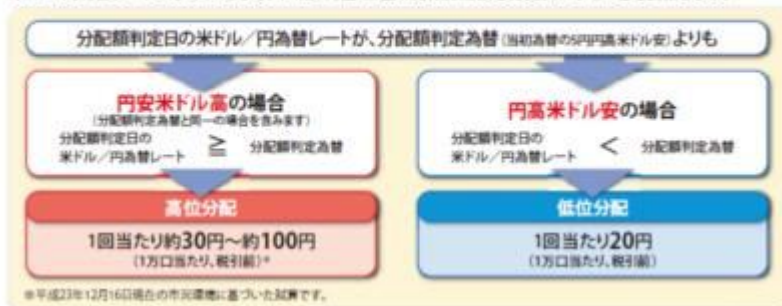 分配額判定日の米ドル／円為替レートが、分配額判定為替(当初為替の5円円高米ドル安)よりも
円安米ドル高の場合
(分配額判定為替と同一の場合を含みます)
分配額判定日の
米ドル／円為替レート ≧ 分配額判定為替
円高米ドル安の場合
分配額判定日の
米ドル／円為替レート < 分配額判定為替
高位分配
1回当たり約30円～約100円
(1万口当たり、税引前)※
低位分配
1回当たり20円
(1万口当たり、税引前)
※平成23年12月16日現在の市況環境に基づいた試算です。